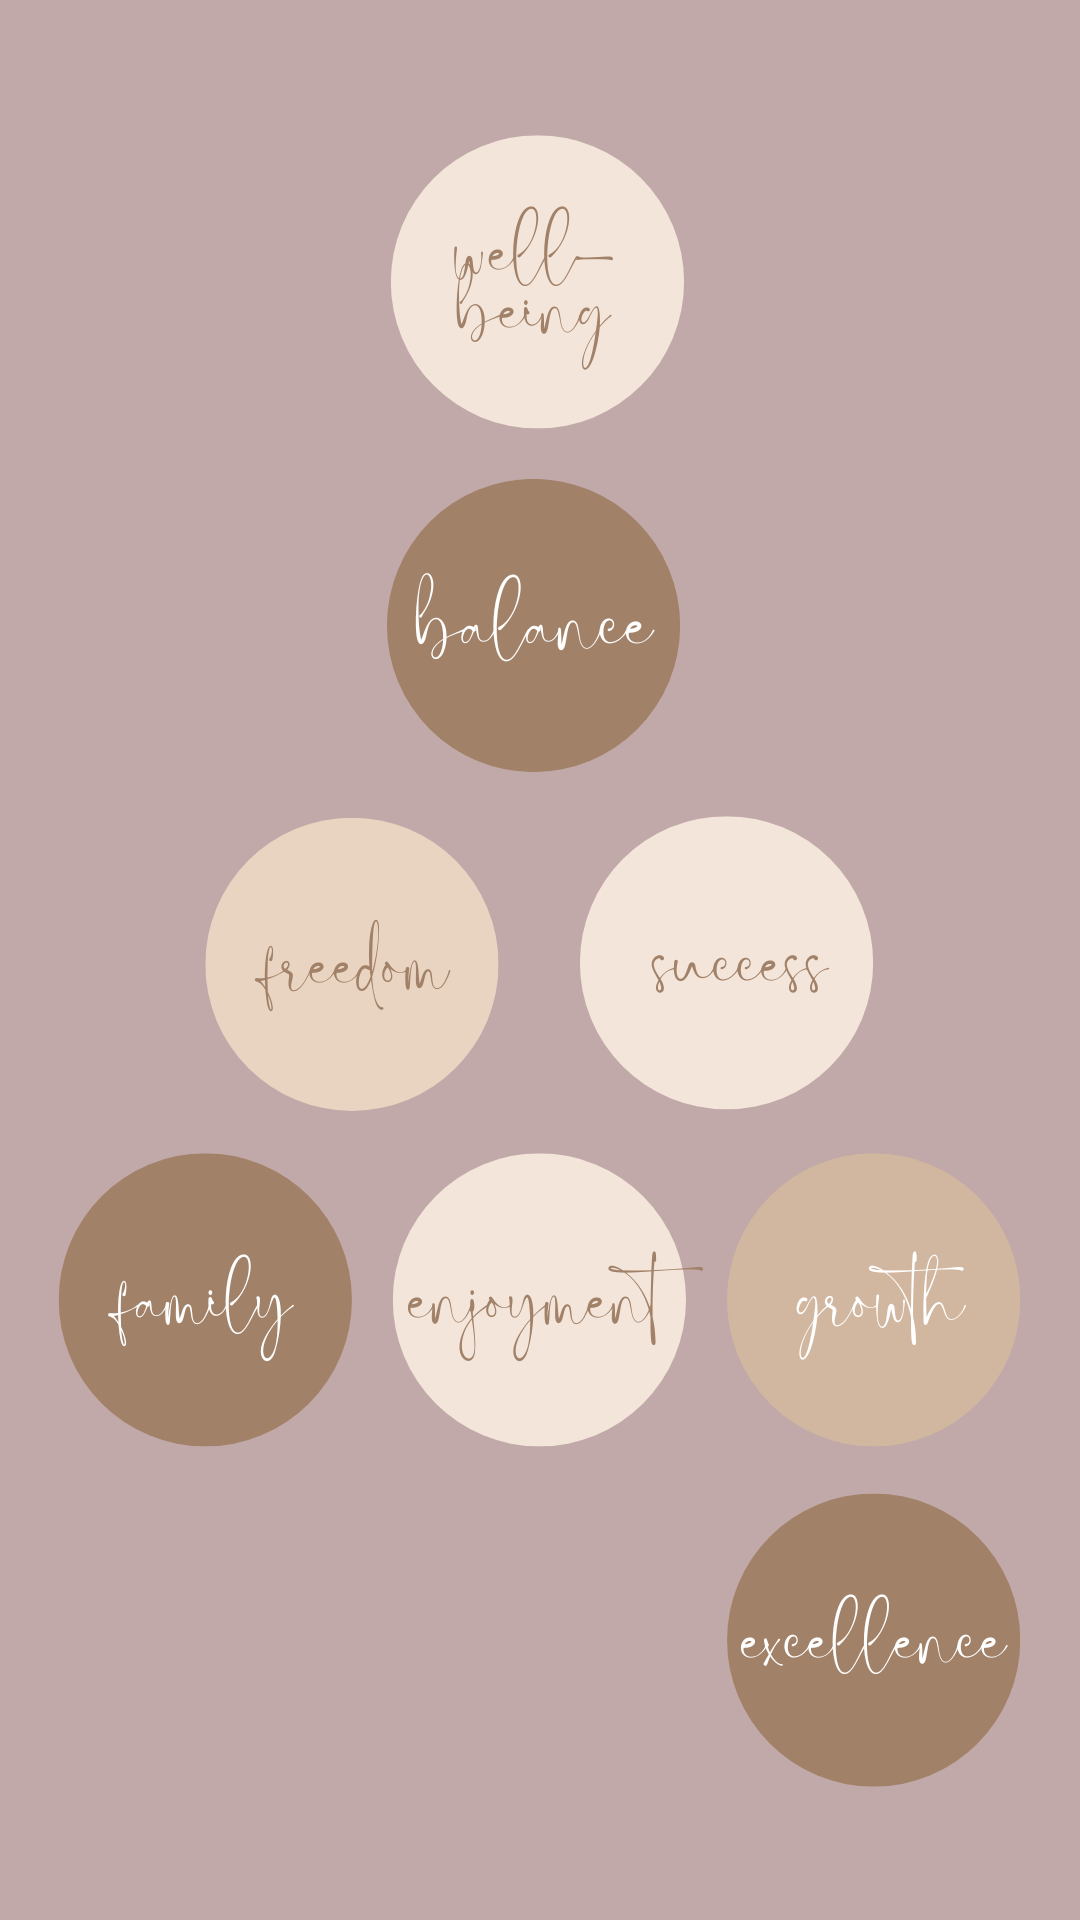 well-
being
balance
freedom
success
family
enjoyment
growth
excellence